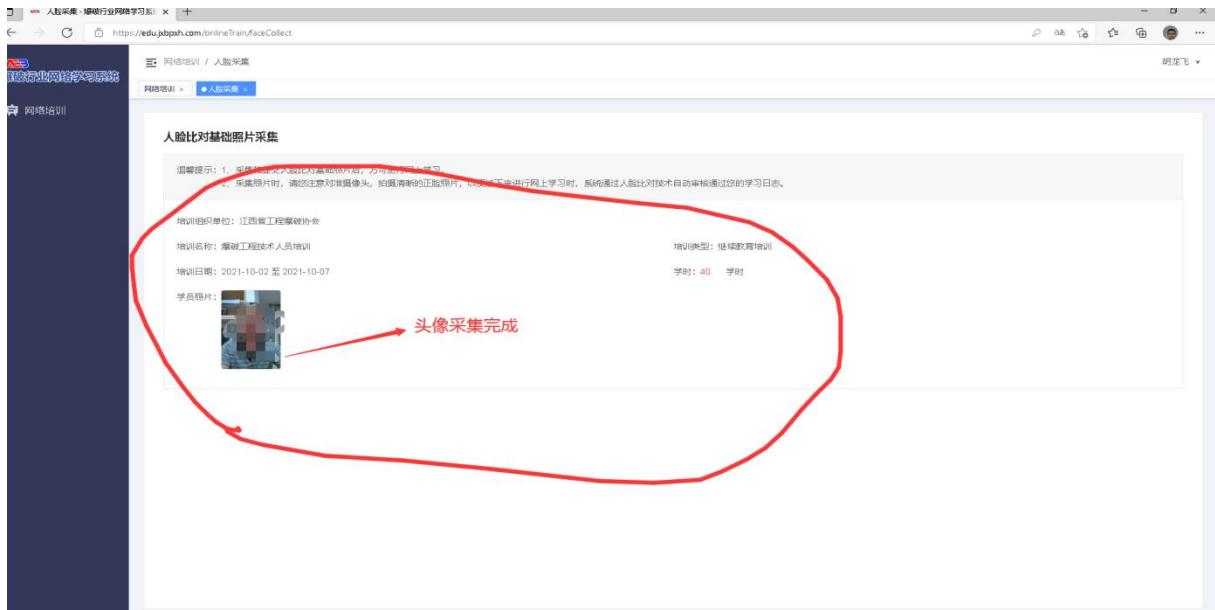 人脸采集 - 爆破行业网络学习系
https://edu.jxbpxh.com/onlineTrain/faceCollect
爆破行业网络学习系统
网络培训 / 人脸采集
明龙飞
网络培训 ×
人脸采集 ×
网络培训
人脸比对基础照片采集
温馨提示：1、采集和提交人脸比对基础照片后，方可进行网上学习。
2、采集照片时，请您注意对准摄像头，拍摄清晰的正脸照片，以便接下来进行网上学习时，系统通过人脸比对技术自动审核通过您的学习日志。
培训组织单位：江西省工程爆破协会
培训名称：爆破工程技术人员培训
培训类型：继续教育培训
培训日期：2021-10-02 至 2021-10-07
学时：40 学时
学员照片：
头像采集完成